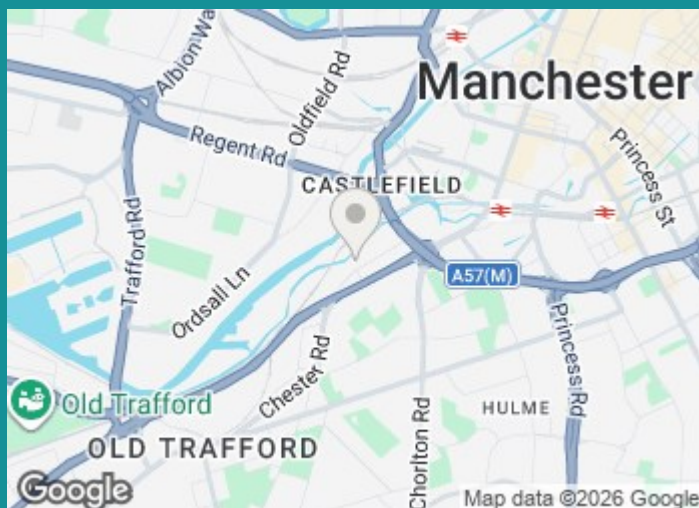 Albion Wa
Oldfield Rd
Manchester
Regent Rd
Princess St
CASTLEFIELD
Trafford Rd
Ordsall Ln
A57(M)
Princess Rd
Chester Rd
Chorlton Rd
Old Trafford
HULME
OLD TRAFFORD
Google
Map data ©2026 Google